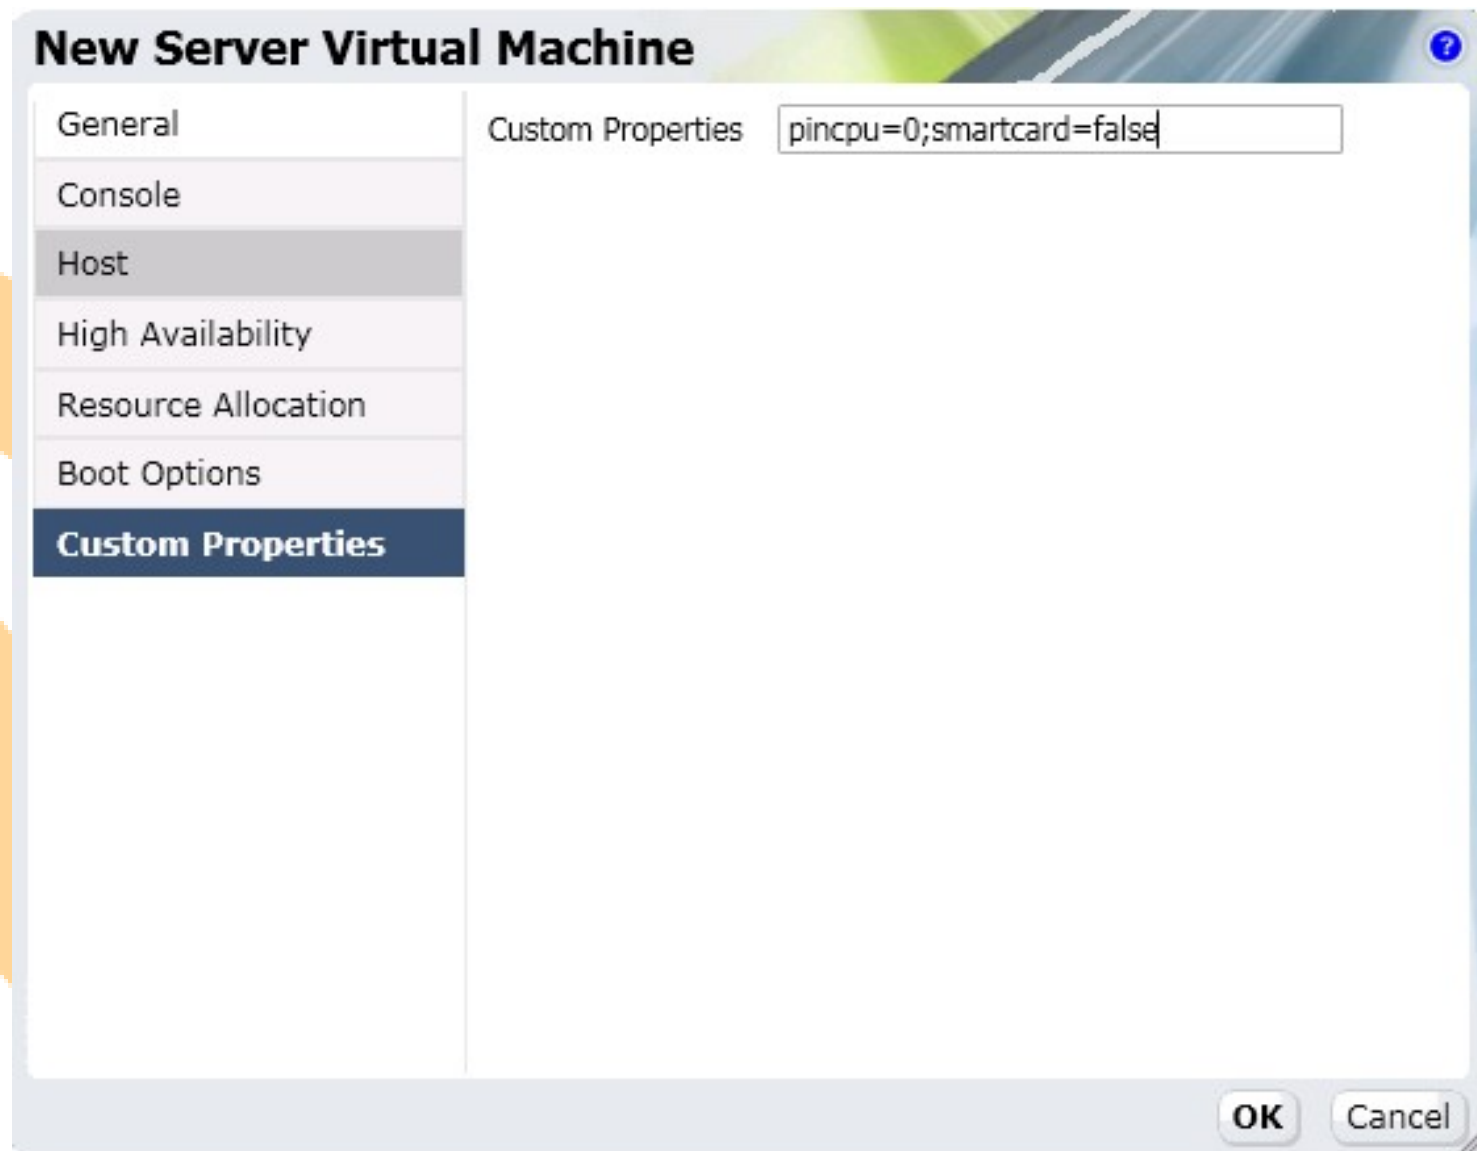 New Server Virtual Machine
?
General
Custom Properties pincpu=0;smartcard=false
Console
Host
High Availability
Resource Allocation
Boot Options
Custom Properties
OK Cancel